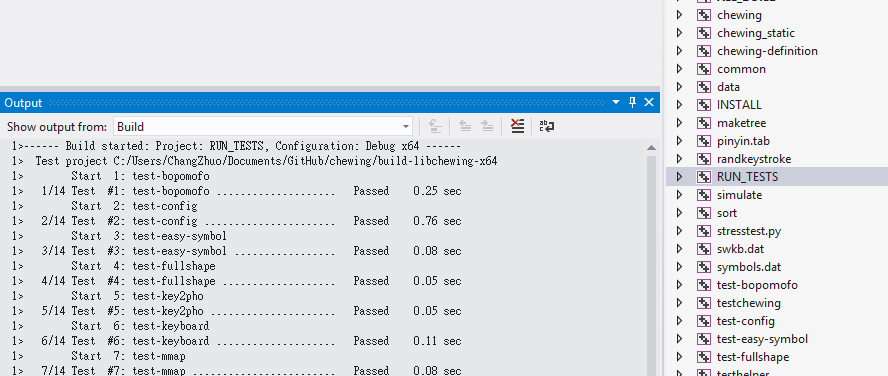 Output
Show output from: Build
1>------ Build started: Project: RUN_TESTS, Configuration: Debug x64 ------
1> Test project C:/Users/ChangZhuo/Documents/GitHub/chewing/build-libchewing-x64
1> Start 1: test-bopomofo
1> 1/14 Test #1: test-bopomofo .................... Passed 0.25 sec
1> Start 2: test-config
1> 2/14 Test #2: test-config ...................... Passed 0.76 sec
1> Start 3: test-easy-symbol
1> 3/14 Test #3: test-easy-symbol ................. Passed 0.08 sec
1> Start 4: test-fullshape
1> 4/14 Test #4: test-fullshape ................... Passed 0.05 sec
1> Start 5: test-key2pho
1> 5/14 Test #5: test-key2pho ..................... Passed 0.05 sec
1> Start 6: test-keyboard
1> 6/14 Test #6: test-keyboard .................... Passed 0.11 sec
1> Start 7: test-mmap
1> 7/14 Test #7: test-mmap ........................ Passed 0.08 sec
chewing
chewing_static
chewing-definition
common
data
INSTALL
maketree
pinyin.tab
randkeystroke
RUN_TESTS
simulate
sort
stresstest.py
swkb.dat
symbols.dat
test-bopomofo
testchewing
test-config
test-easy-symbol
test-fullshape
testhelper